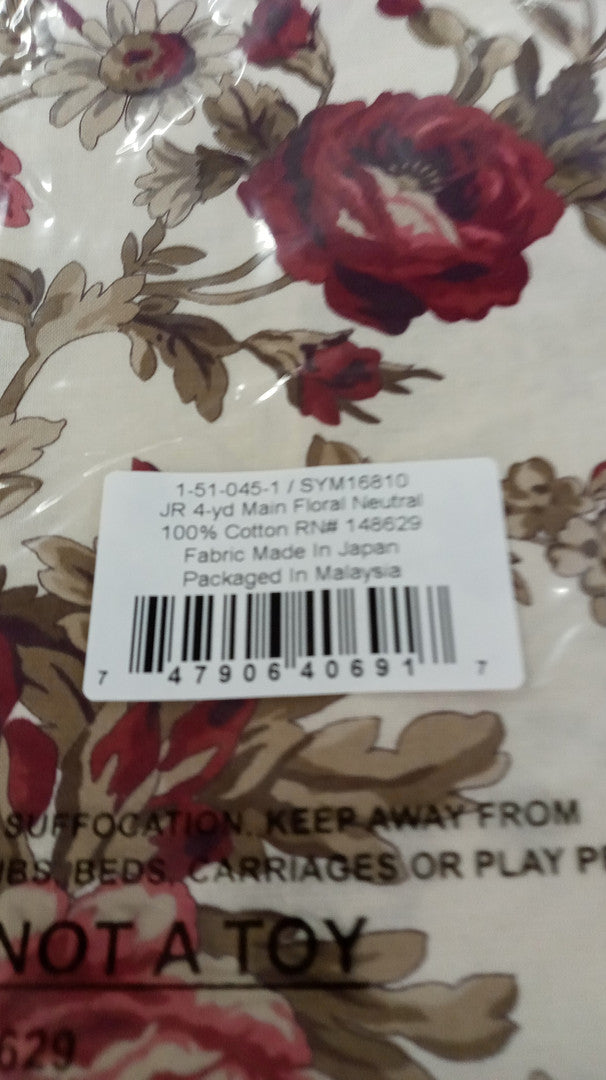 1-51-045-1 / SYM16810
JR 4-yd Main Floral Neutral
100% Cotton RN# 148629
Fabric Made In Japan
Packaged In Malaysia
7 47906 40691 7
SUFFOCATION. KEEP AWAY FROM
BEDS, CARRIAGES OR PLAY
NOT A TOY
629